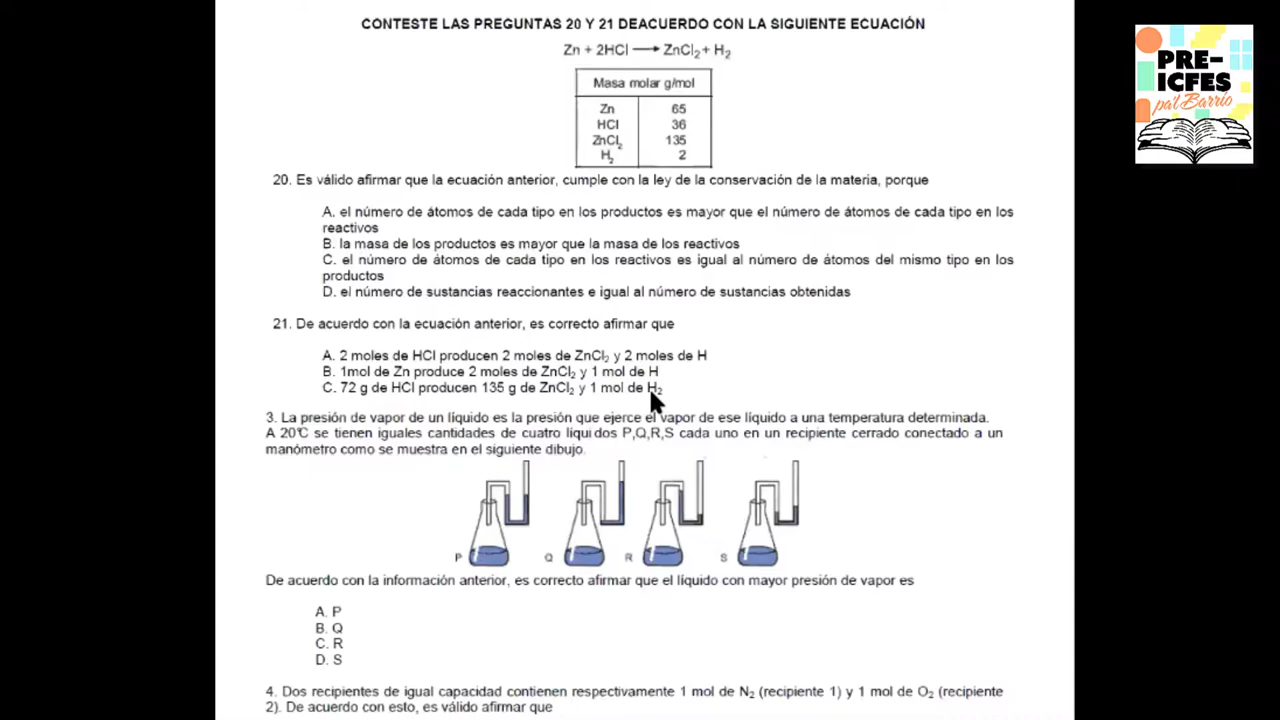 CONTESTE LAS PREGUNTAS 20 Y 21 DEACUERDO CON LA SIGUIENTE ECUACIÓN
Zn + 2HCl ⟶ ZnCl₂ + H₂
Masa molar g/mol
Zn 65
HCl 36
ZnCl₂ 135
H₂ 2
20. Es válido afirmar que la ecuación anterior, cumple con la ley de la conservación de la materia, porque
A. el número de átomos de cada tipo en los productos es mayor que el número de átomos de cada tipo en los
reactivos
B. la masa de los productos es mayor que la masa de los reactivos
C. el número de átomos de cada tipo en los reactivos es igual al número de átomos del mismo tipo en los
productos
D. el número de sustancias reaccionantes e igual al número de sustancias obtenidas
21. De acuerdo con la ecuación anterior, es correcto afirmar que
A. 2 moles de HCl producen 2 moles de ZnCl₂ y 2 moles de H
B. 1mol de Zn produce 2 moles de ZnCl₂ y 1 mol de H
C. 72 g de HCl producen 135 g de ZnCl₂ y 1 mol de H₂
3. La presión de vapor de un líquido es la presión que ejerce el vapor de ese líquido a una temperatura determinada.
A 20°C se tienen iguales cantidades de cuatro líquidos P,Q,R,S cada uno en un recipiente cerrado conectado a un
manómetro como se muestra en el siguiente dibujo.
P Q R S
De acuerdo con la información anterior, es correcto afirmar que el líquido con mayor presión de vapor es
A. P
B. Q
C. R
D. S
4. Dos recipientes de igual capacidad contienen respectivamente 1 mol de N₂ (recipiente 1) y 1 mol de O₂ (recipiente
2). De acuerdo con esto, es válido afirmar que
PRE-
ICFES
pa'l Barrio